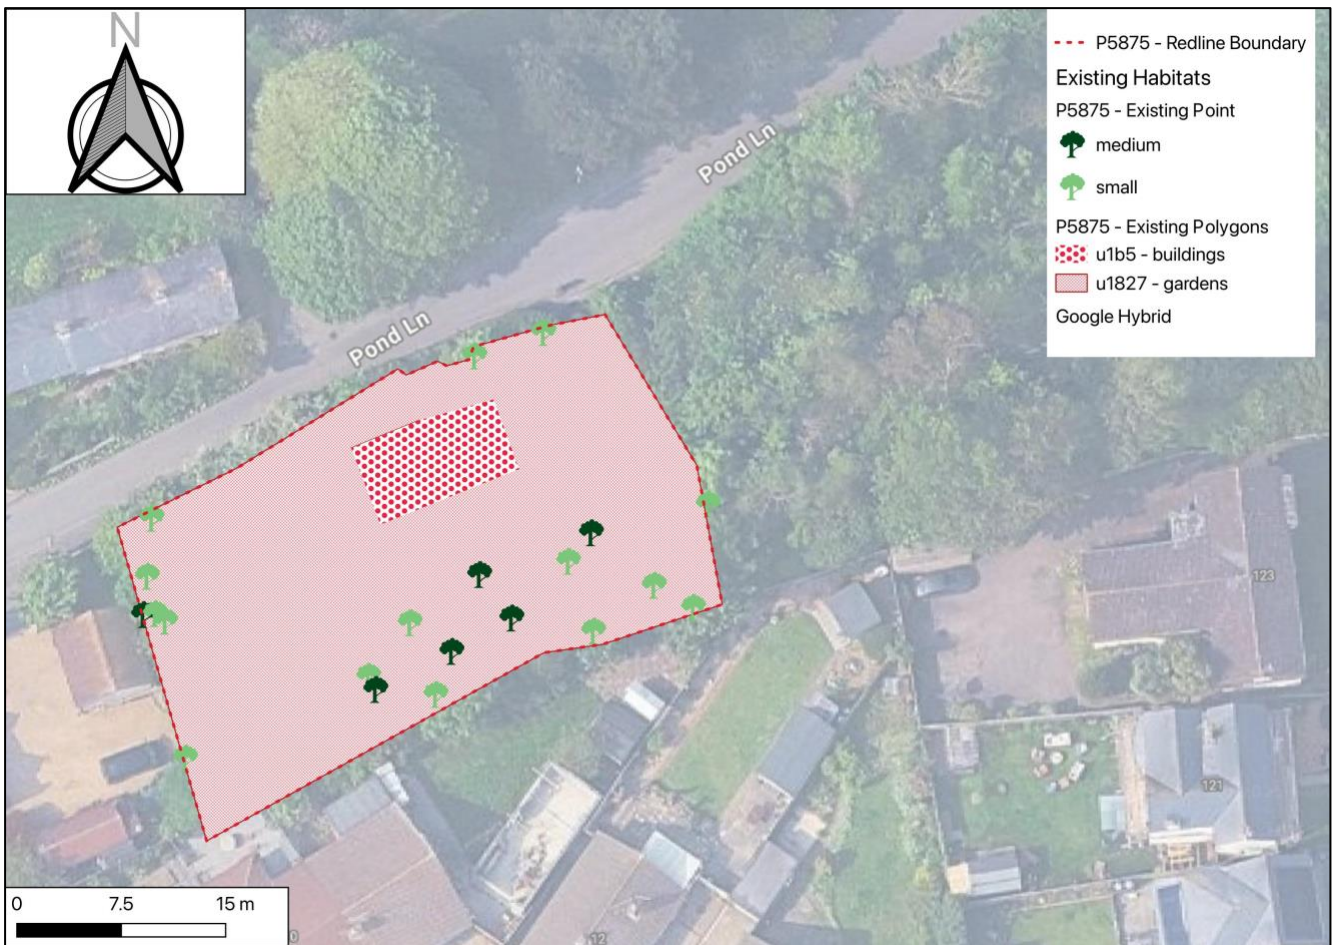 N
P5875 - Redline Boundary
Existing Habitats
P5875 - Existing Point
medium
small
P5875 - Existing Polygons
u1b5 - buildings
u1827 - gardens
Google Hybrid
Pond Ln
Pond Ln
123
121
12
0 7.5 15 m